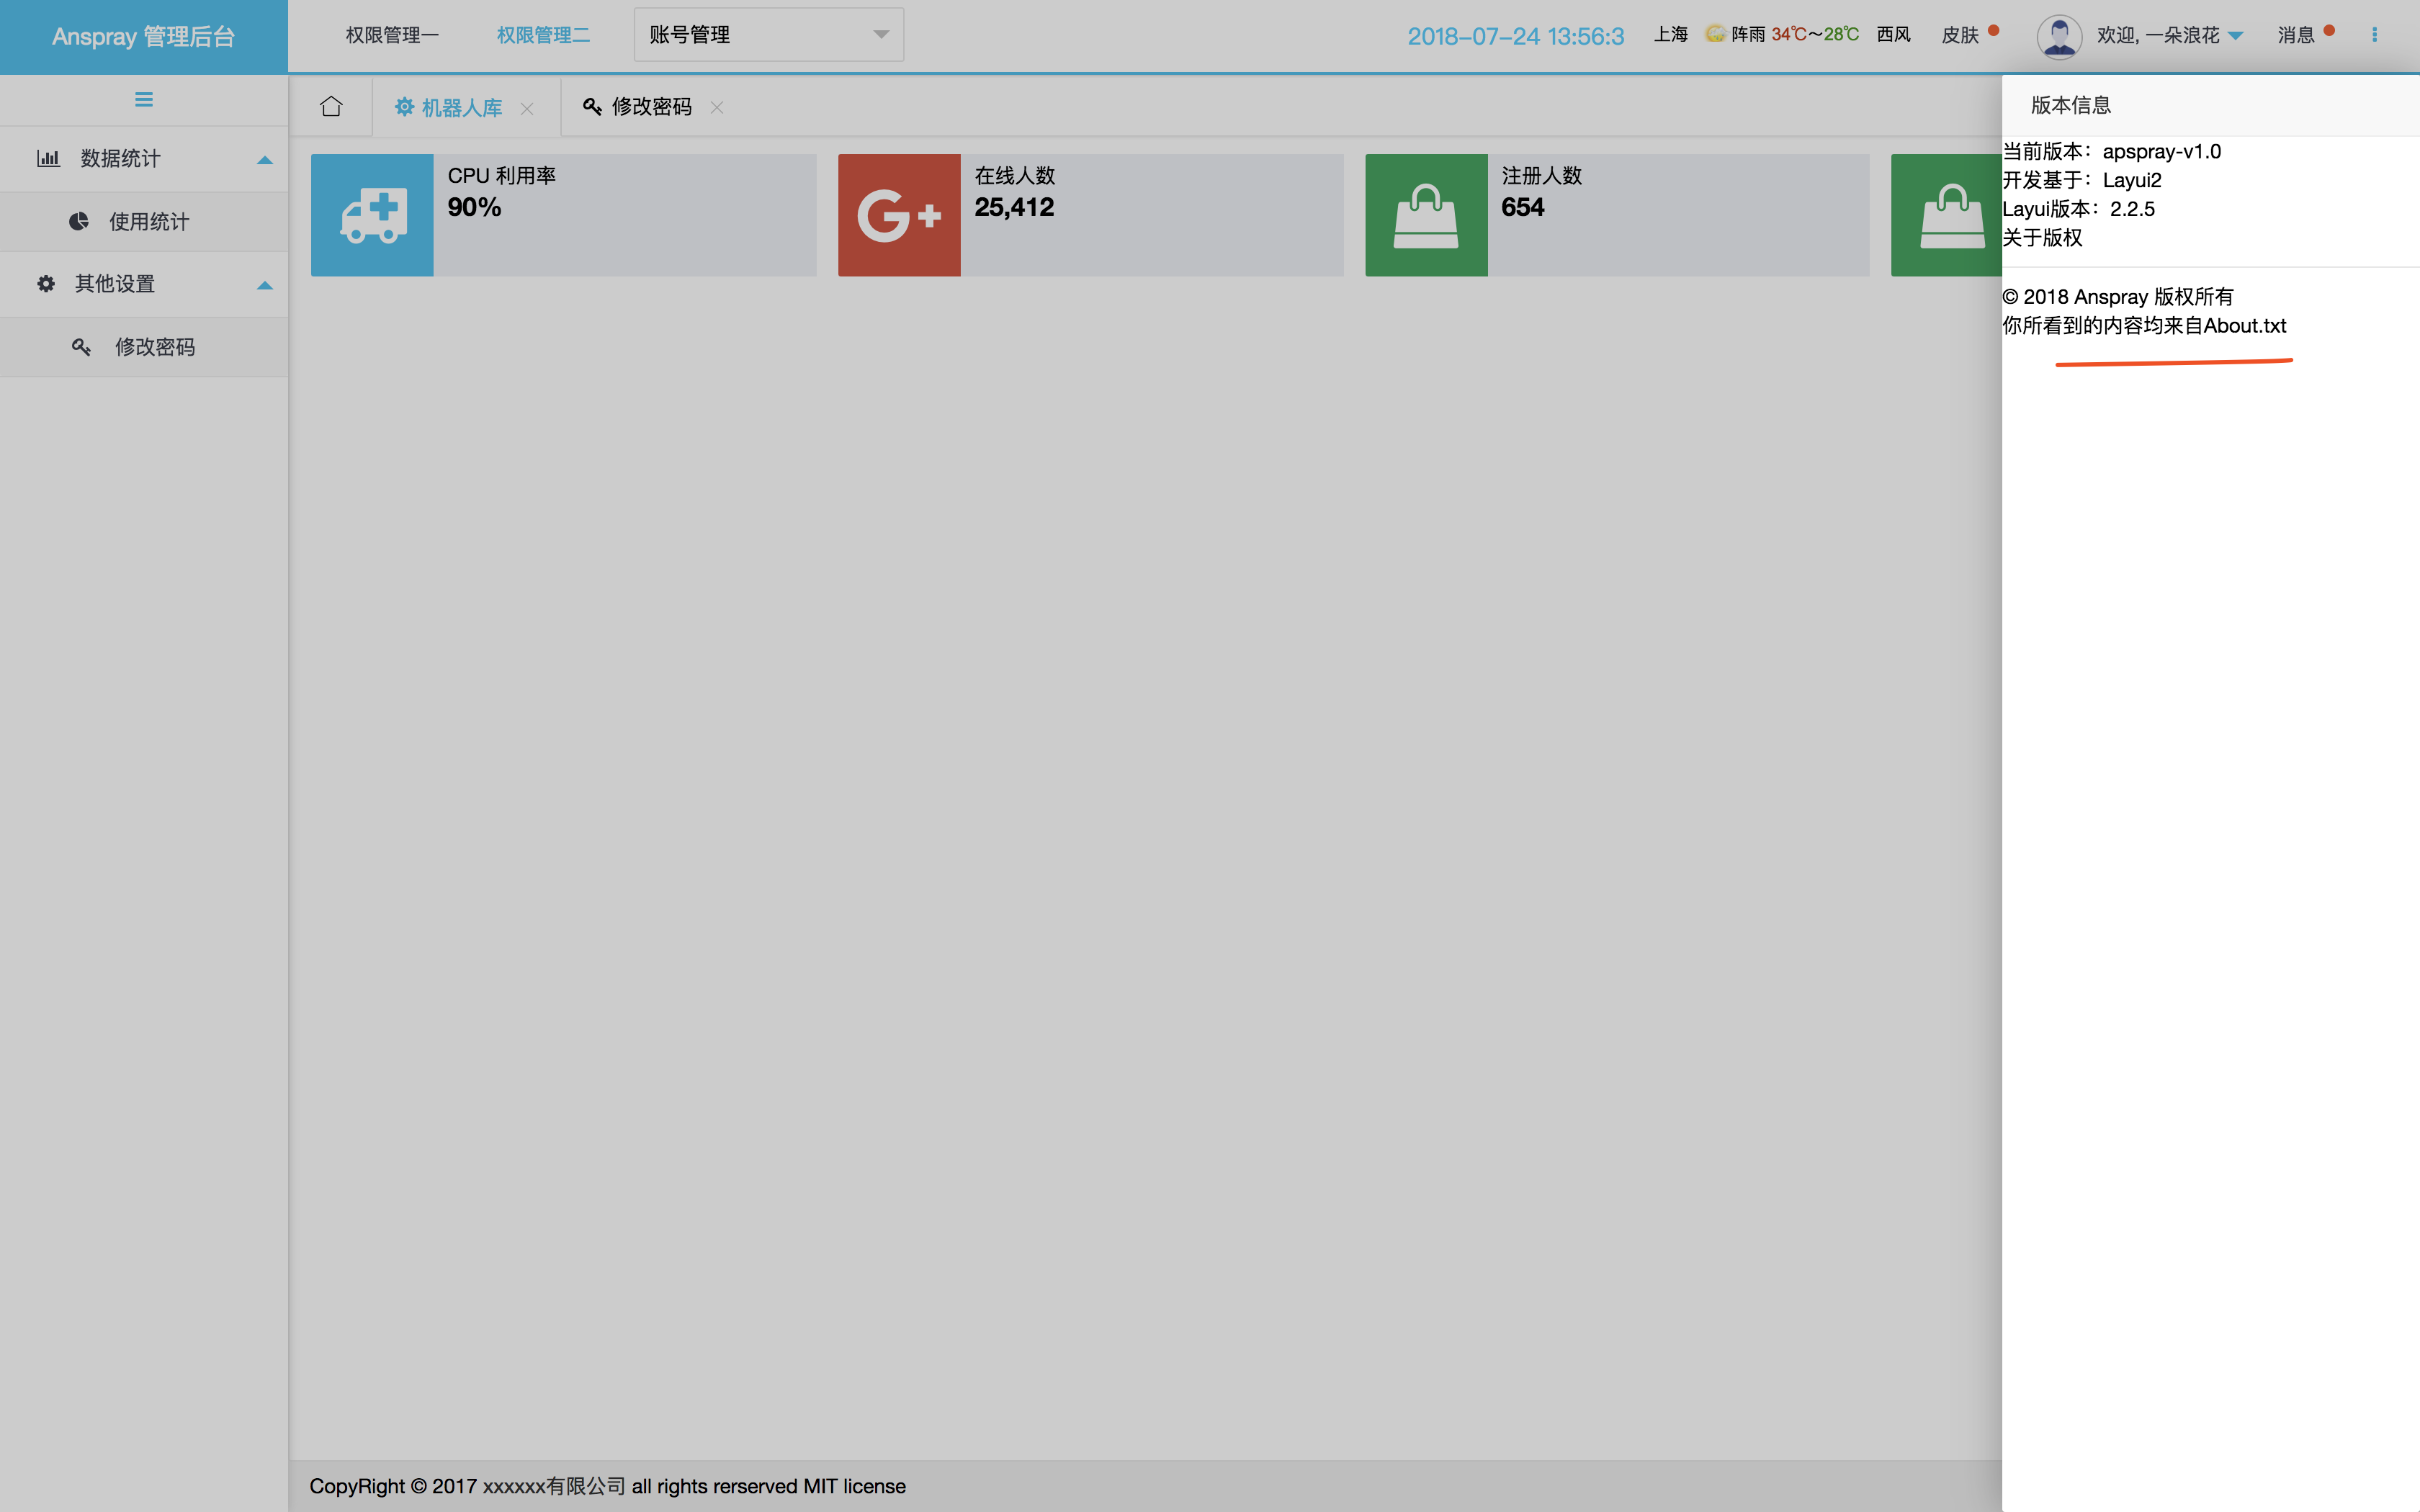 Anspray 管理后台
权限管理一
权限管理二
账号管理
2018-07-24 13:56:3
上海 阵雨 34℃～28℃ 西风
皮肤
欢迎, 一朵浪花
消息
数据统计
使用统计
其他设置
修改密码
机器人库
修改密码
CPU 利用率
90%
在线人数
25,412
注册人数
654
版本信息
当前版本：apspray-v1.0
开发基于：Layui2
Layui版本：2.2.5
关于版权
© 2018 Anspray 版权所有
你所看到的内容均来自About.txt
CopyRight © 2017 xxxxxx有限公司 all rights rerserved MIT license